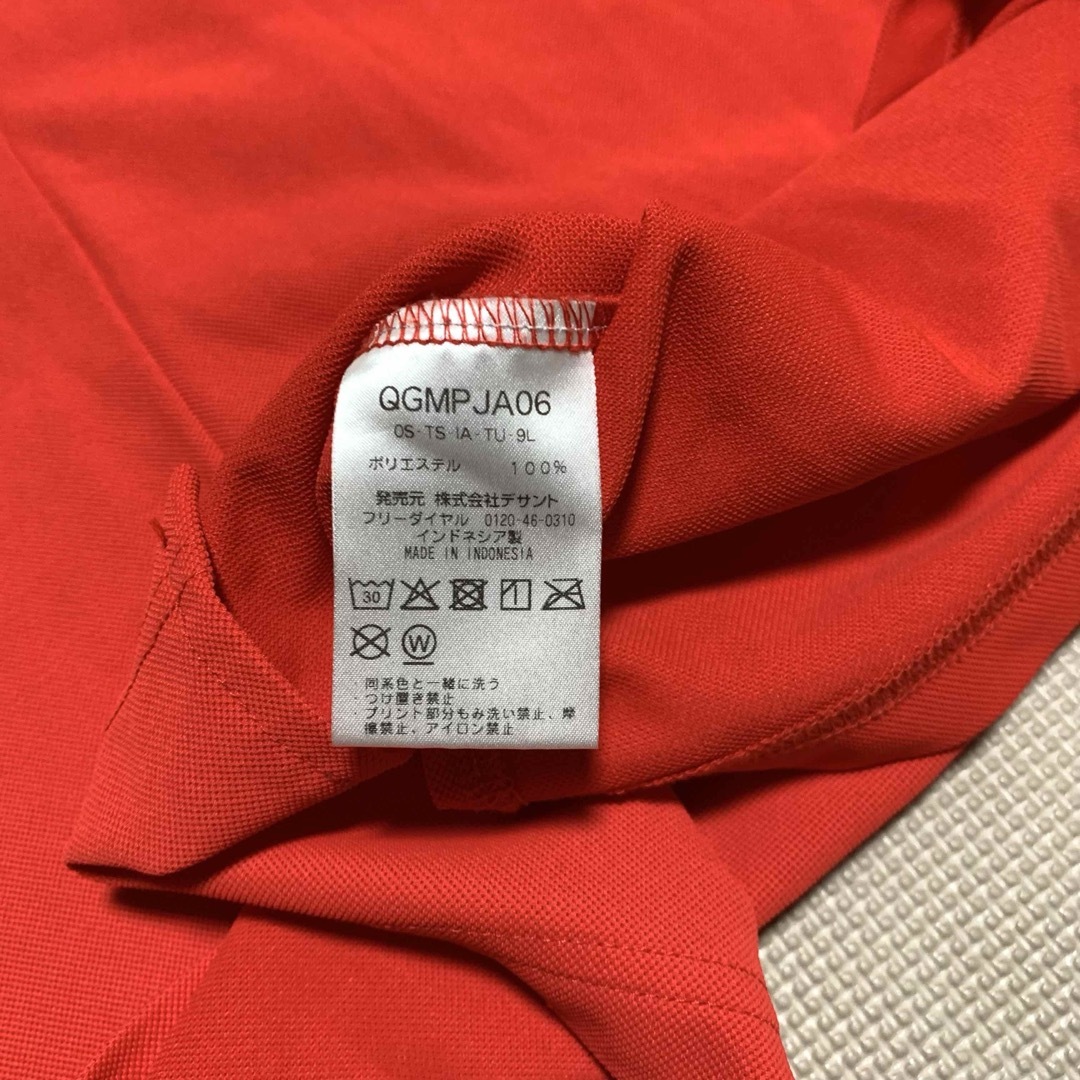 QGMPJA06
OS-TS-IA-TU-9L
ポリエステル 100%
発売元 株式会社デサント
フリーダイヤル 0120-46-0310
インドネシア製
MADE IN INDONESIA
30
W
同系色と一緒に洗う
・つけ置き禁止
・プリント部分もみ洗い禁止、摩
擦禁止、アイロン禁止